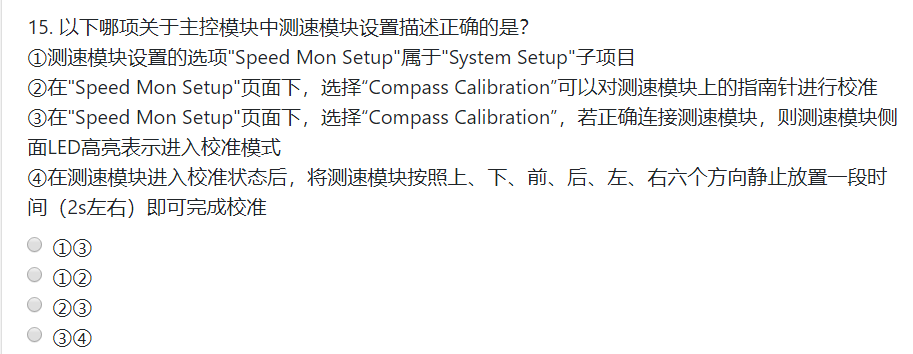 15. 以下哪项关于主控模块中测速模块设置描述正确的是？
①测速模块设置的选项"Speed Mon Setup"属于"System Setup"子项目
②在"Speed Mon Setup"页面下，选择“Compass Calibration”可以对测速模块上的指南针进行校准
③在"Speed Mon Setup"页面下，选择“Compass Calibration”，若正确连接测速模块，则测速模块侧
面LED高亮表示进入校准模式
④在测速模块进入校准状态后，将测速模块按照上、下、前、后、左、右六个方向静止放置一段时
间（2s左右）即可完成校准
①③
①②
②③
③④